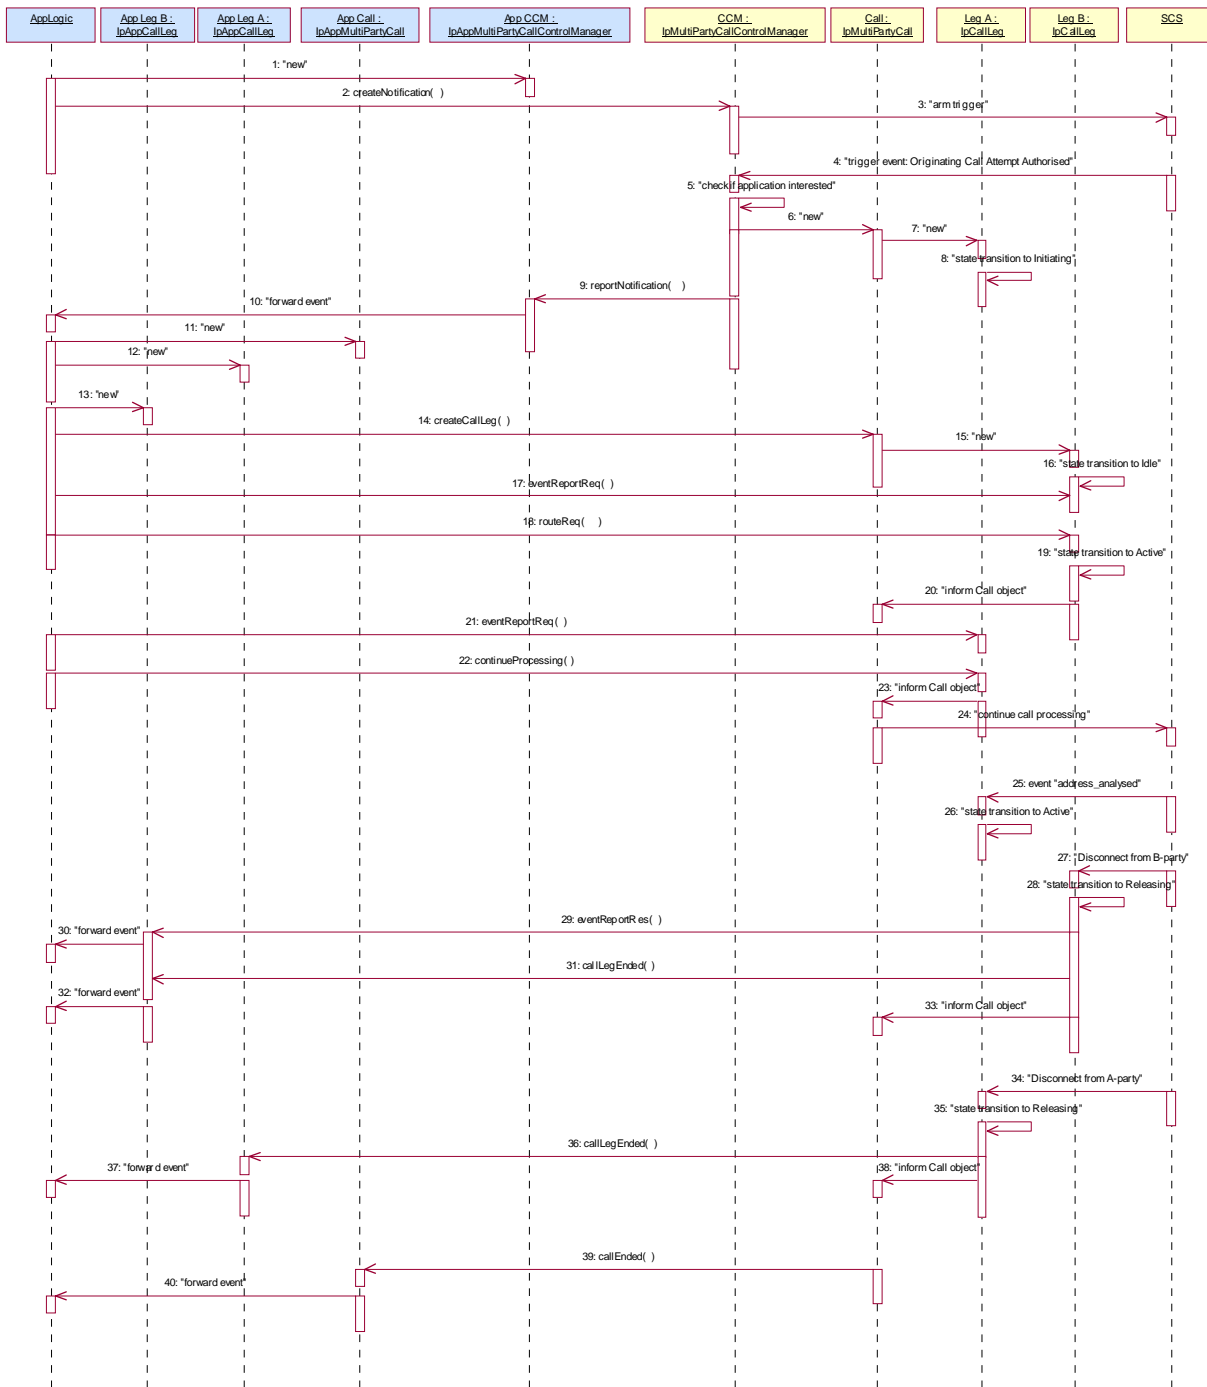 AppLogic
App Leg B :
IpAppCallLeg
App Leg A :
IpAppCallLeg
App Call :
IpAppMultiPartyCall
App CCM :
IpAppMultiPartyCallControlManager
CCM :
IpMultiPartyCallControlManager
Call :
IpMultiPartyCall
Leg A :
IpCallLeg
Leg B :
IpCallLeg
SCS
1: "new"
2: createNotification( )
3: "arm trigger"
4: "trigger event: Originating Call Attempt Authorised"
5: "check if application interested"
6: "new"
7: "new"
8: "state transition to Initiating"
9: reportNotification( )
10: "forward event"
11: "new"
12: "new"
13: "new"
14: createCallLeg( )
15: "new"
16: "state transition to Idle"
17: eventReportReq( )
18: routeReq( )
19: "state transition to Active"
20: "inform Call object"
21: eventReportReq( )
22: continueProcessing( )
23: "inform Call object"
24: "continue call processing"
25: event "address_analysed"
26: "state transition to Active"
27: "Disconnect from B-party"
28: "state transition to Releasing"
29: eventReportRes( )
30: "forward event"
31: callLegEnded( )
32: "forward event"
33: "inform Call object"
34: "Disconnect from A-party"
35: "state transition to Releasing"
36: callLegEnded( )
37: "forward event"
38: "inform Call object"
39: callEnded( )
40: "forward event"